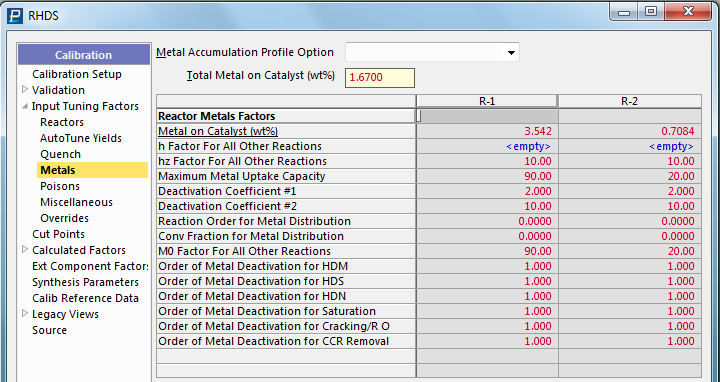 RHDS
Calibration
Calibration Setup
Validation
Input Tuning Factors
Reactors
AutoTune Yields
Quench
Metals
Poisons
Miscellaneous
Overrides
Cut Points
Calculated Factors
Ext Component Factors
Synthesis Parameters
Calib Reference Data
Legacy Views
Source
Metal Accumulation Profile Option
Total Metal on Catalyst (wt%) 1.6700
R-1 R-2
Reactor Metals Factors
Metal on Catalyst (wt%) 3.542 0.7084
h Factor For All Other Reactions <empty> <empty>
hz Factor For All Other Reactions 10.00 10.00
Maximum Metal Uptake Capacity 90.00 20.00
Deactivation Coefficient #1 2.000 2.000
Deactivation Coefficient #2 10.00 10.00
Reaction Order for Metal Distribution 0.0000 0.0000
Conv Fraction for Metal Distribution 0.0000 0.0000
M0 Factor For All Other Reactions 90.00 20.00
Order of Metal Deactivation for HDM 1.000 1.000
Order of Metal Deactivation for HDS 1.000 1.000
Order of Metal Deactivation for HDN 1.000 1.000
Order of Metal Deactivation for Saturation 1.000 1.000
Order of Metal Deactivation for Cracking/R O 1.000 1.000
Order of Metal Deactivation for CCR Removal 1.000 1.000